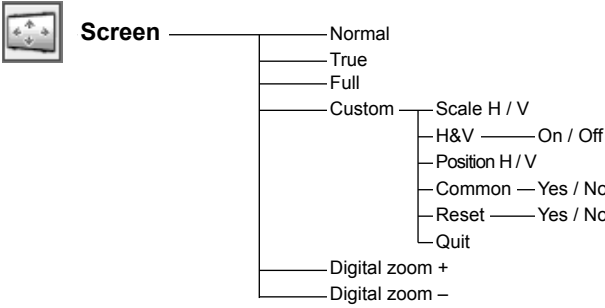 Screen Normal
True
Full
Custom Scale H / V
H&V On / Off
Position H / V
Common Yes / No
Reset Yes / No
Quit
Digital zoom +
Digital zoom –